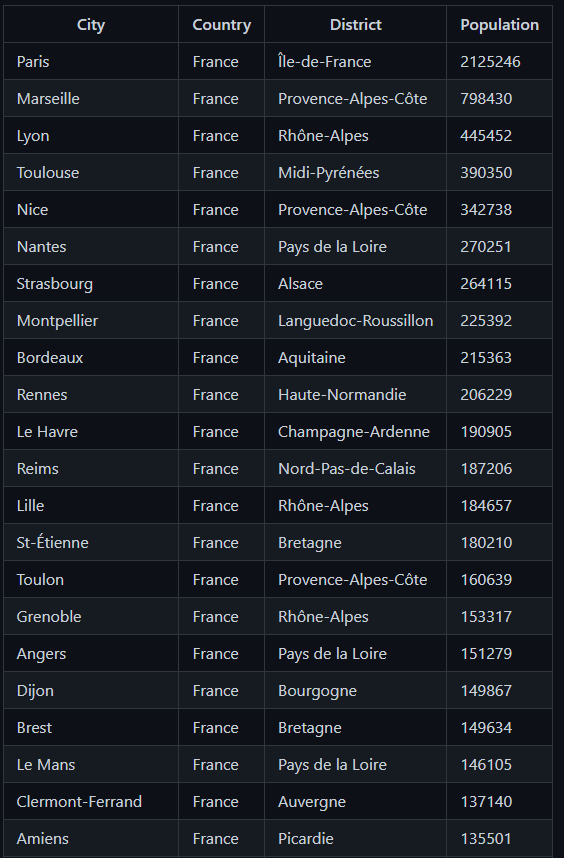 City Country District Population
Paris France Île-de-France 2125246
Marseille France Provence-Alpes-Côte 798430
Lyon France Rhône-Alpes 445452
Toulouse France Midi-Pyrénées 390350
Nice France Provence-Alpes-Côte 342738
Nantes France Pays de la Loire 270251
Strasbourg France Alsace 264115
Montpellier France Languedoc-Roussillon 225392
Bordeaux France Aquitaine 215363
Rennes France Haute-Normandie 206229
Le Havre France Champagne-Ardenne 190905
Reims France Nord-Pas-de-Calais 187206
Lille France Rhône-Alpes 184657
St-Étienne France Bretagne 180210
Toulon France Provence-Alpes-Côte 160639
Grenoble France Rhône-Alpes 153317
Angers France Pays de la Loire 151279
Dijon France Bourgogne 149867
Brest France Bretagne 149634
Le Mans France Pays de la Loire 146105
Clermont-Ferrand France Auvergne 137140
Amiens France Picardie 135501